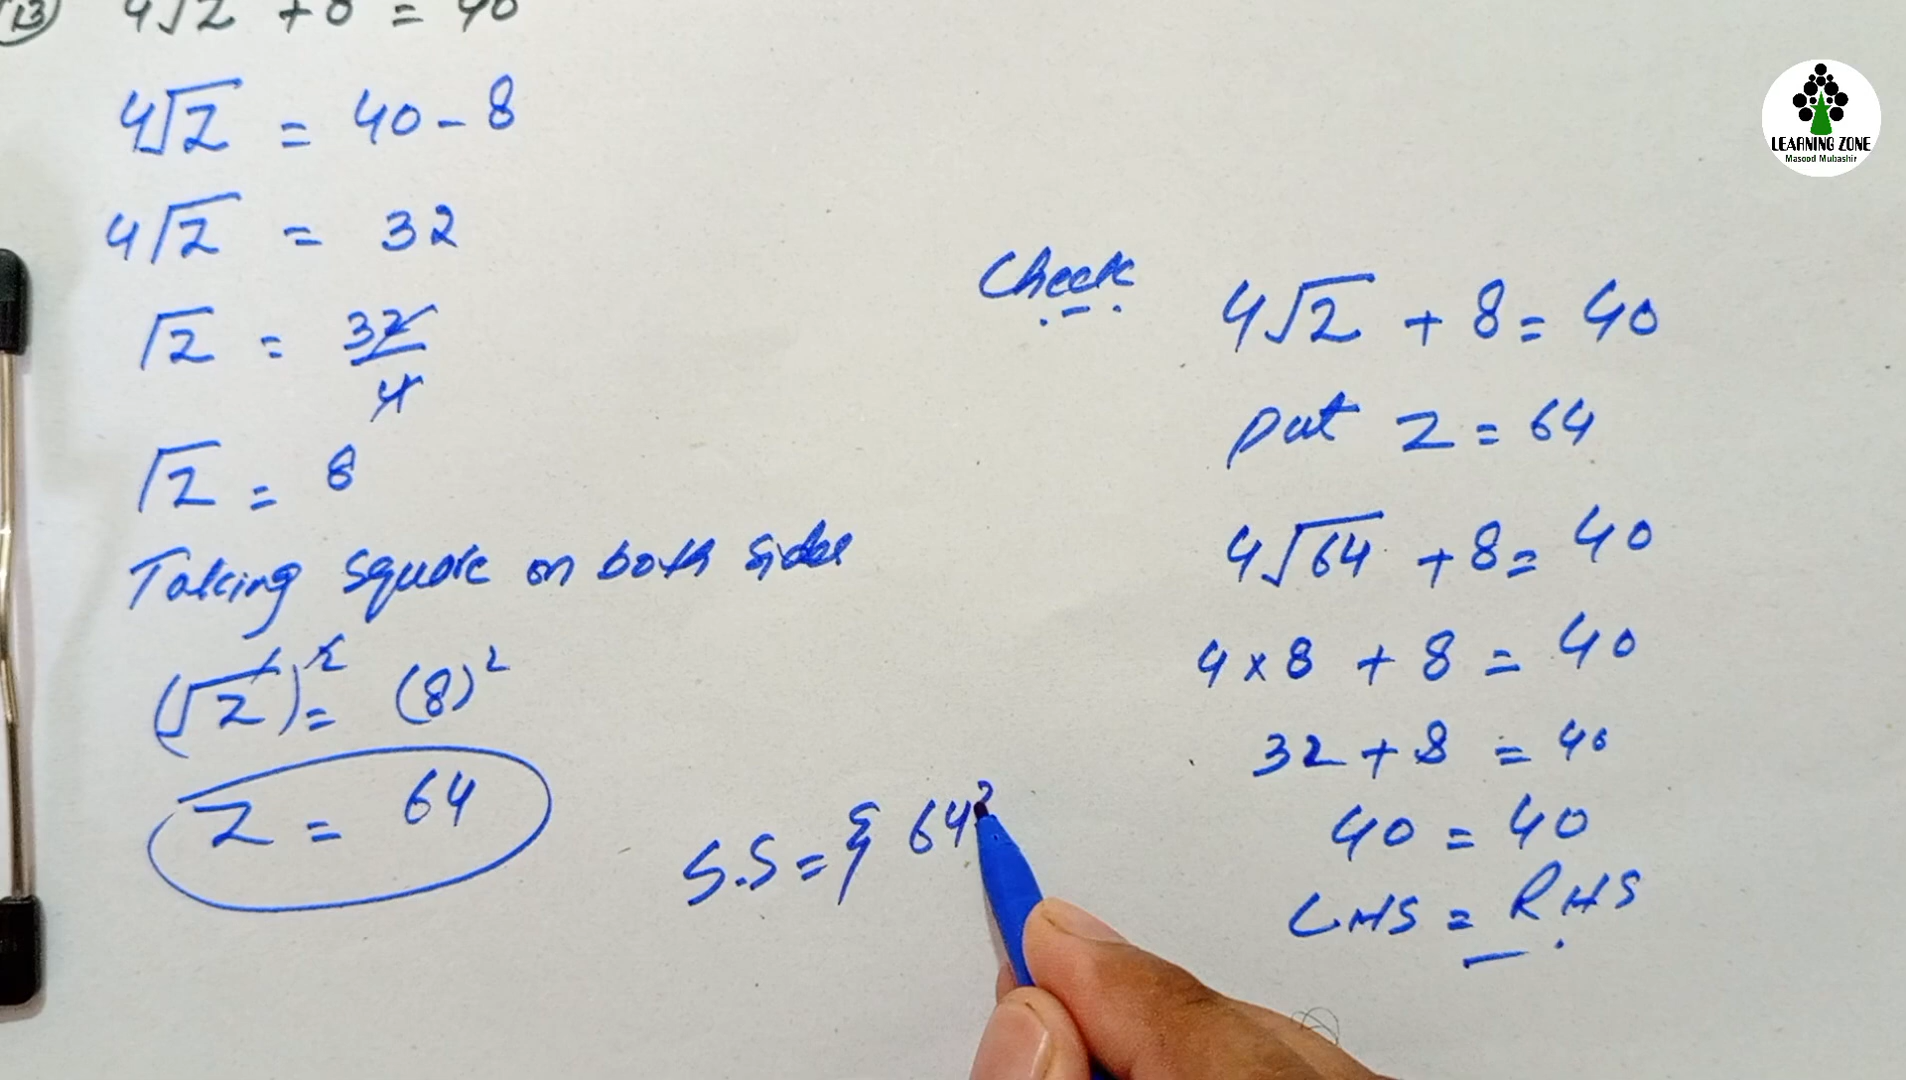 13 4√z + 8 = 40
4√z = 40 - 8
4√z = 32
√z = 32/4
√z = 8
Taking square on both sides
(√z)² = (8)²
z = 64
S.S = { 64 }
Check
4√z + 8 = 40
put z = 64
4√64 + 8 = 40
4 × 8 + 8 = 40
32 + 8 = 40
40 = 40
LHS = RHS
LEARNING ZONE
Masood Mubashir